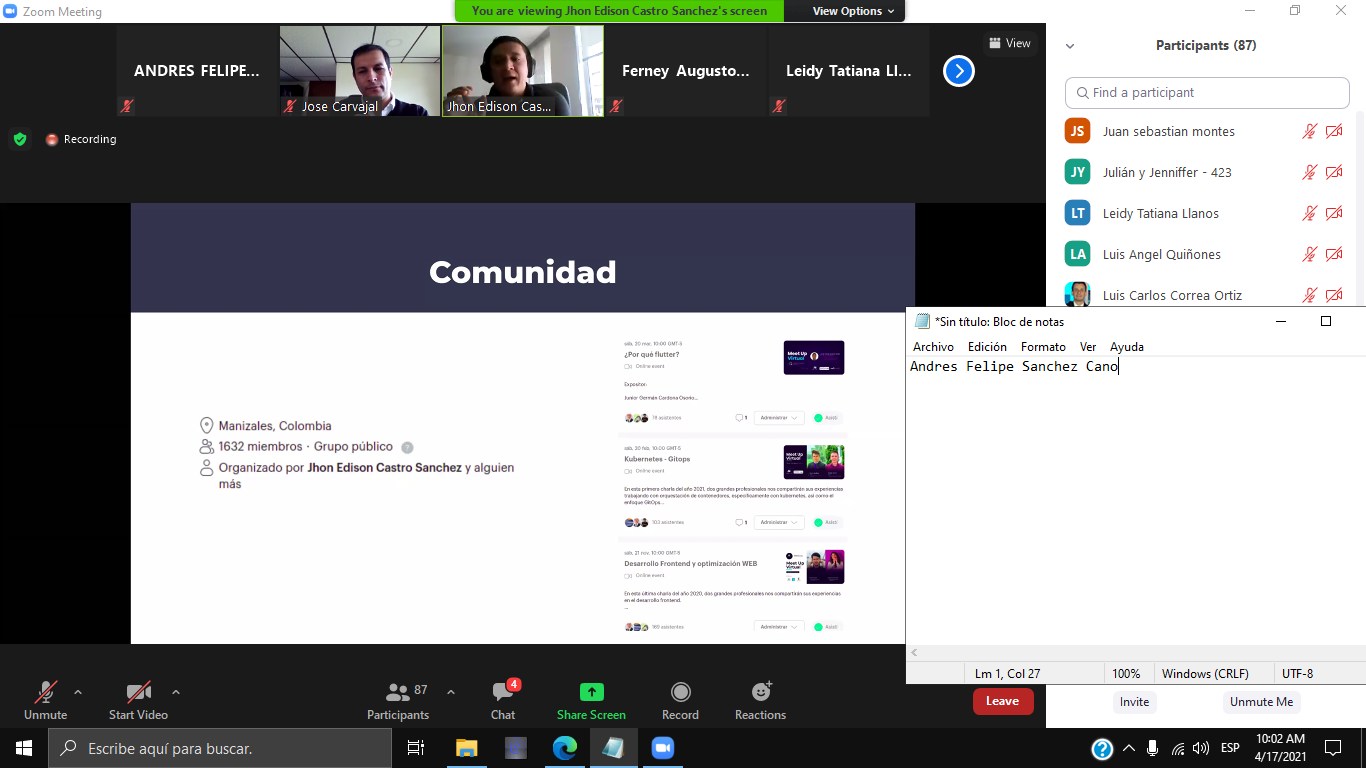 Zoom Meeting
You are viewing Jhon Edison Castro Sanchez's screen
View Options
ANDRES FELIPE...
Jose Carvajal
Jhon Edison Cas...
Ferney Augusto...
Leidy Tatiana Ll...
View
Recording
Participants (87)
Find a participant
JS Juan sebastian montes
JY Julián y Jenniffer - 423
LT Leidy Tatiana Llanos
LA Luis Angel Quiñones
Luis Carlos Correa Ortiz
Comunidad
Manizales, Colombia
1632 miembros · Grupo público ?
Organizado por Jhon Edison Castro Sanchez y alguien
más
sáb, 20 mar, 10:00 GMT-5
¿Por qué flutter?
Online event
Expositor:
Junior Germán Cardona Osorio...
Meet Up
Virtual
1 Administrar Asistí
sáb, 20 feb, 10:00 GMT-5
Kubernetes - Gitops
Online event
En esta primera charla del año 2021, dos grandes profesionales nos compartirán sus experiencias
trabajando con orquestación de contenedores, específicamente con kubernetes, así como el
enfoque GitOps...
Meet Up
Virtual
103 asistentes 1 Administrar Asistí
sáb, 21 nov, 10:00 GMT-5
Desarrollo Frontend y optimización WEB
Online event
En esta última charla del año 2020, dos grandes profesionales nos compartirán sus experiencias
en el desarrollo frontend.
...
Meet Up
Virtual
asistentes Administrar Asistí
*Sin título: Bloc de notas
Archivo Edición Formato Ver Ayuda
Andres Felipe Sanchez Cano
Lm 1, Col 27 100% Windows (CRLF) UTF-8
Unmute
Start Video
87
Participants
4
Chat
Share Screen
Record
Reactions
Leave
Invite
Unmute Me
Escribe aquí para buscar.
ESP
10:02 AM
4/17/2021